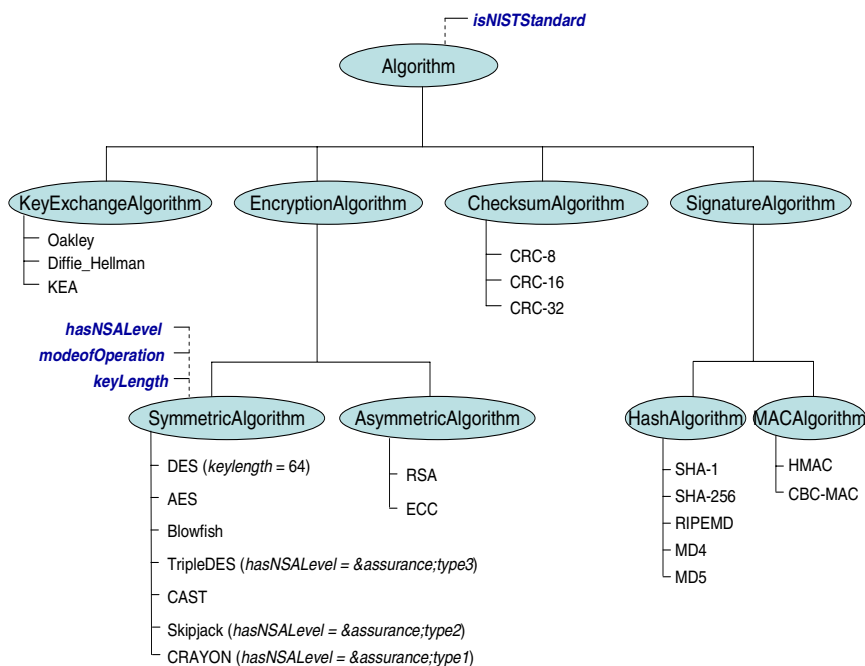 isNISTStandard
Algorithm
KeyExchangeAlgorithm
EncryptionAlgorithm
ChecksumAlgorithm
SignatureAlgorithm
Oakley
Diffie_Hellman
KEA
CRC-8
CRC-16
CRC-32
hasNSALevel
modeofOperation
keyLength
SymmetricAlgorithm
AsymmetricAlgorithm
HashAlgorithm
MACAlgorithm
DES (keylength = 64)
AES
Blowfish
TripleDES (hasNSALevel = &assurance;type3)
CAST
Skipjack (hasNSALevel = &assurance;type2)
CRAYON (hasNSALevel = &assurance;type1)
RSA
ECC
SHA-1
SHA-256
RIPEMD
MD4
MD5
HMAC
CBC-MAC